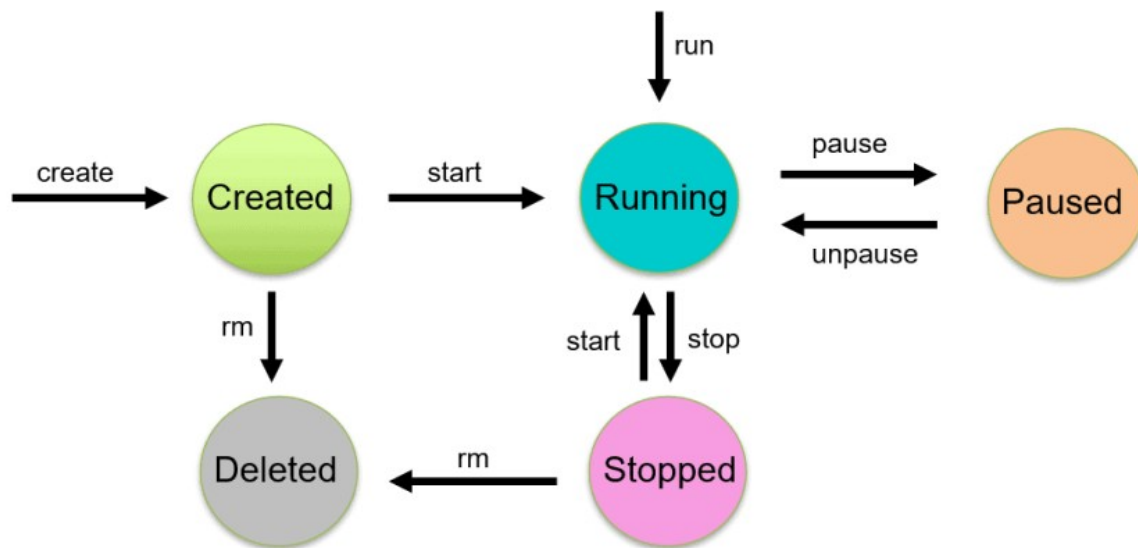 run
create
Created
start
Running
pause
unpause
Paused
rm
start
stop
Deleted
rm
Stopped